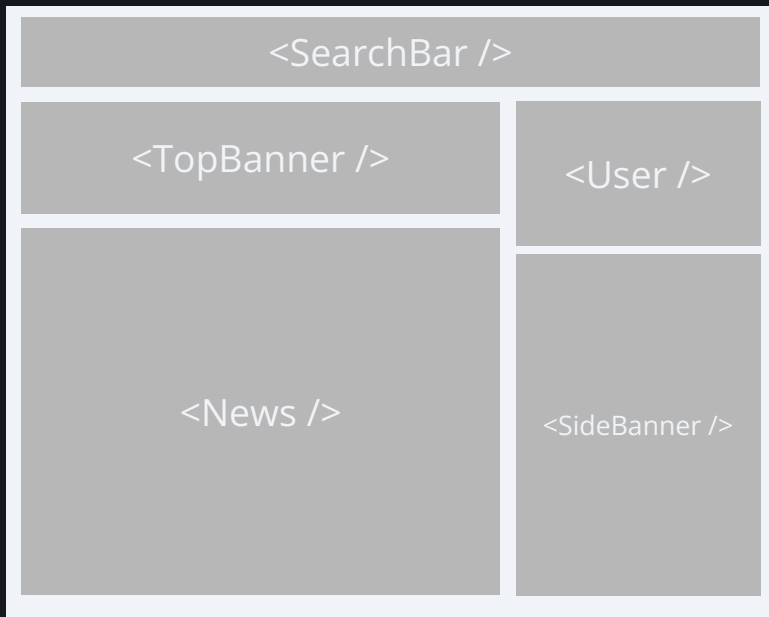 <SearchBar />
<TopBanner />
<User />
<News />
<SideBanner />